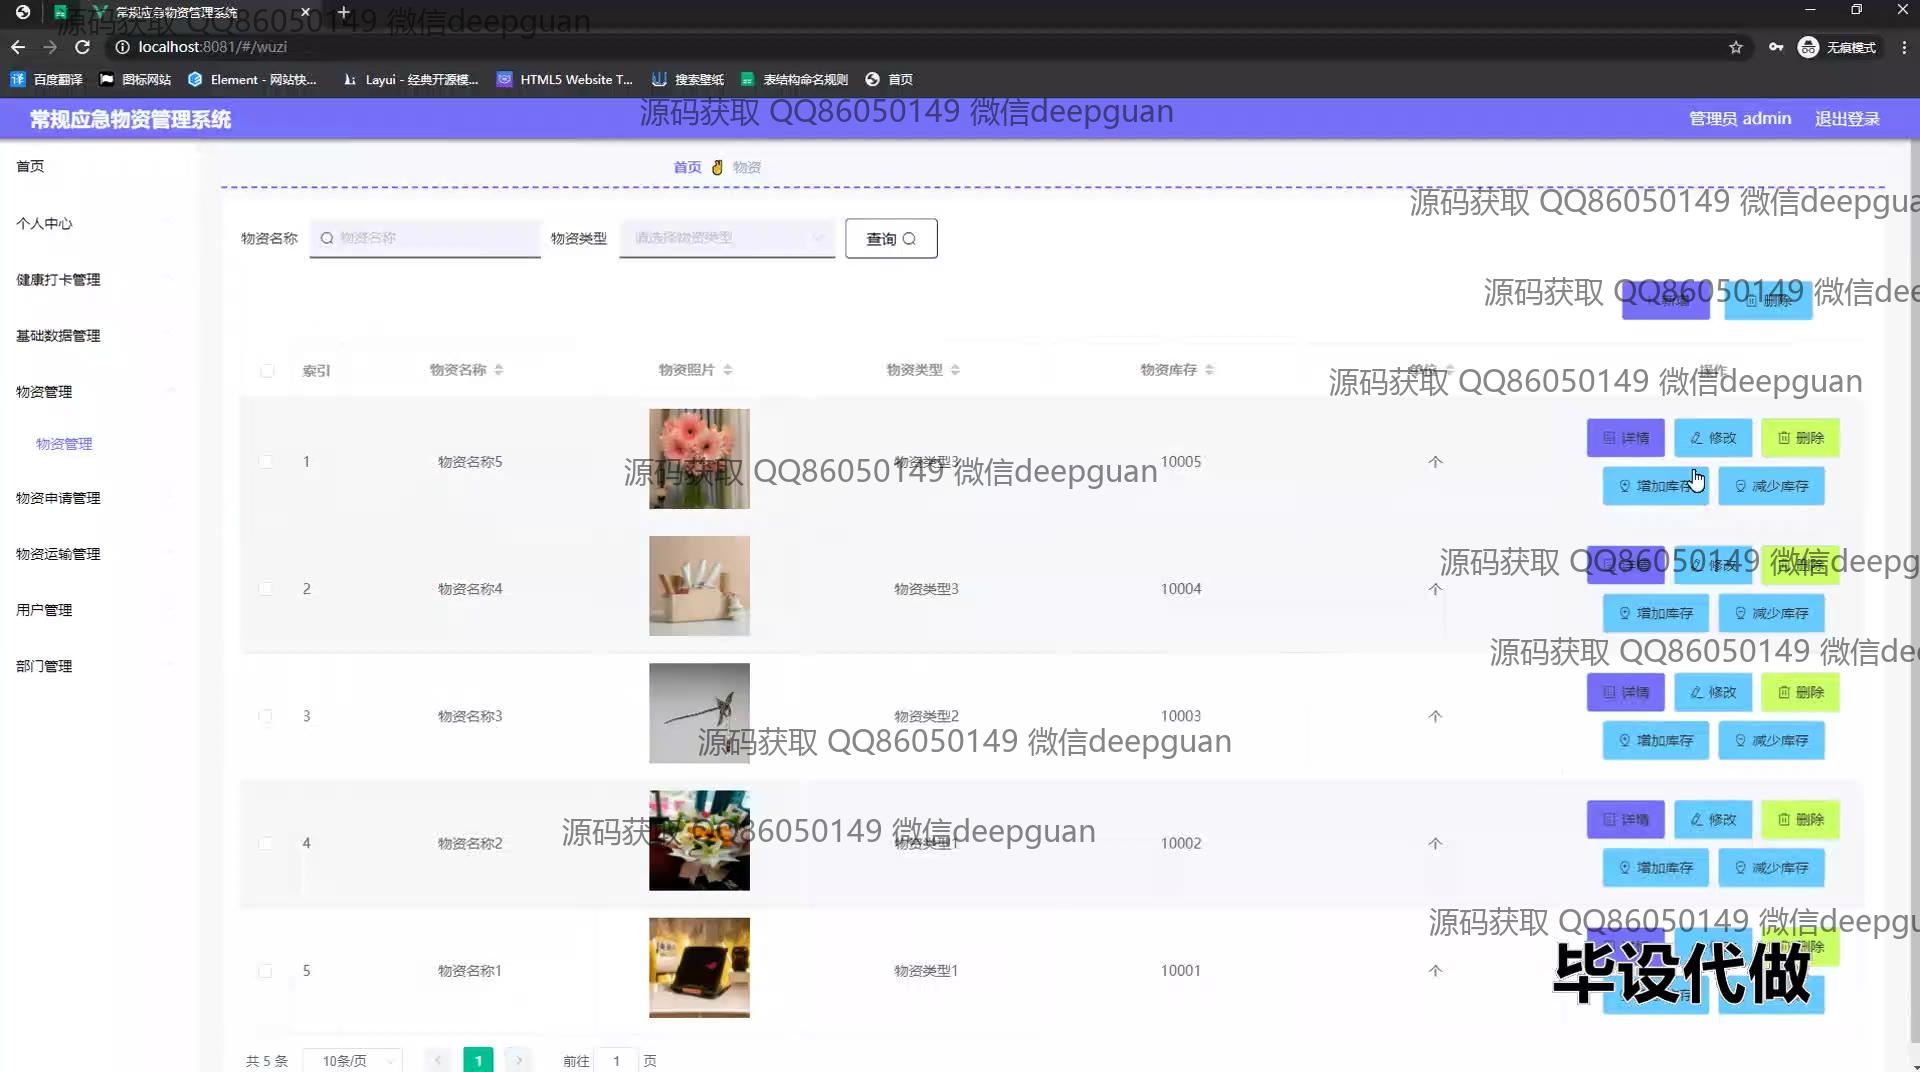 常规应急物资管理系统
localhost:8081/#/wuzi
无痕模式
百度翻译
图标网站
Element - 网站快...
Layui - 经典开源模...
HTML5 Website T...
搜索壁纸
表结构命名规则
首页
常规应急物资管理系统
管理员 admin
退出登录
首页
个人中心
健康打卡管理
基础数据管理
物资管理
物资管理
物资申请管理
物资运输管理
用户管理
部门管理
首页 物资
物资名称 物资名称 物资类型 请选择物资类型 查询
新增 删除
索引 物资名称 物资照片 物资类型 物资库存 单位 操作
1 物资名称5 物资类型3 10005 个 详情 修改 删除
增加库存 减少库存
2 物资名称4 物资类型3 10004 个 详情 修改 删除
增加库存 减少库存
3 物资名称3 物资类型2 10003 个 详情 修改 删除
增加库存 减少库存
4 物资名称2 物资类型1 10002 个 详情 修改 删除
增加库存 减少库存
5 物资名称1 物资类型1 10001 个 删除
共 5 条 10条/页 1 前往 1 页
源码获取 QQ86050149 微信deepguan
源码获取 QQ86050149 微信deepguan
源码获取 QQ86050149 微信deepgua
源码获取 QQ86050149 微信dee
源码获取 QQ86050149 微信deepguan
源码获取 QQ86050149 微信deepguan
源码获取 QQ86050149 微信deepg
源码获取 QQ86050149 微信dee
源码获取 QQ86050149 微信deepguan
源码获取 QQ86050149 微信deepguan
源码获取 QQ86050149 微信deepgu
毕设代做